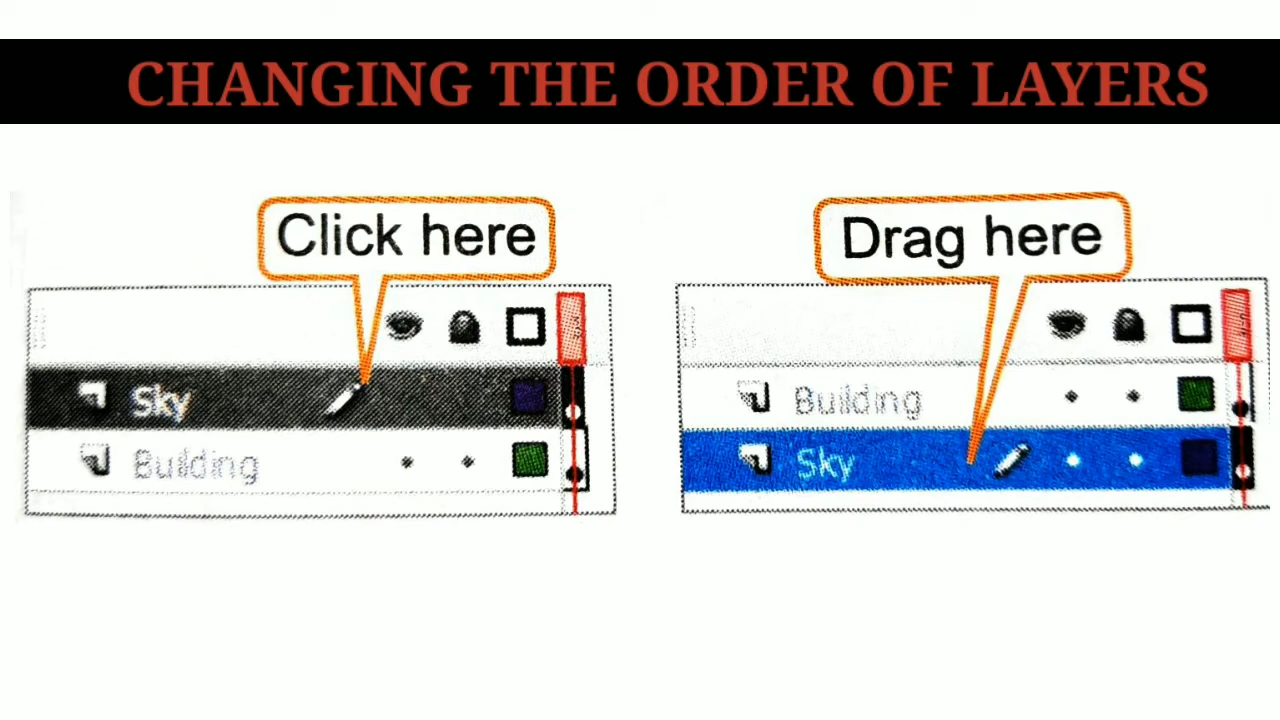 CHANGING THE ORDER OF LAYERS
Click here
Sky
Building
Drag here
Building
Sky